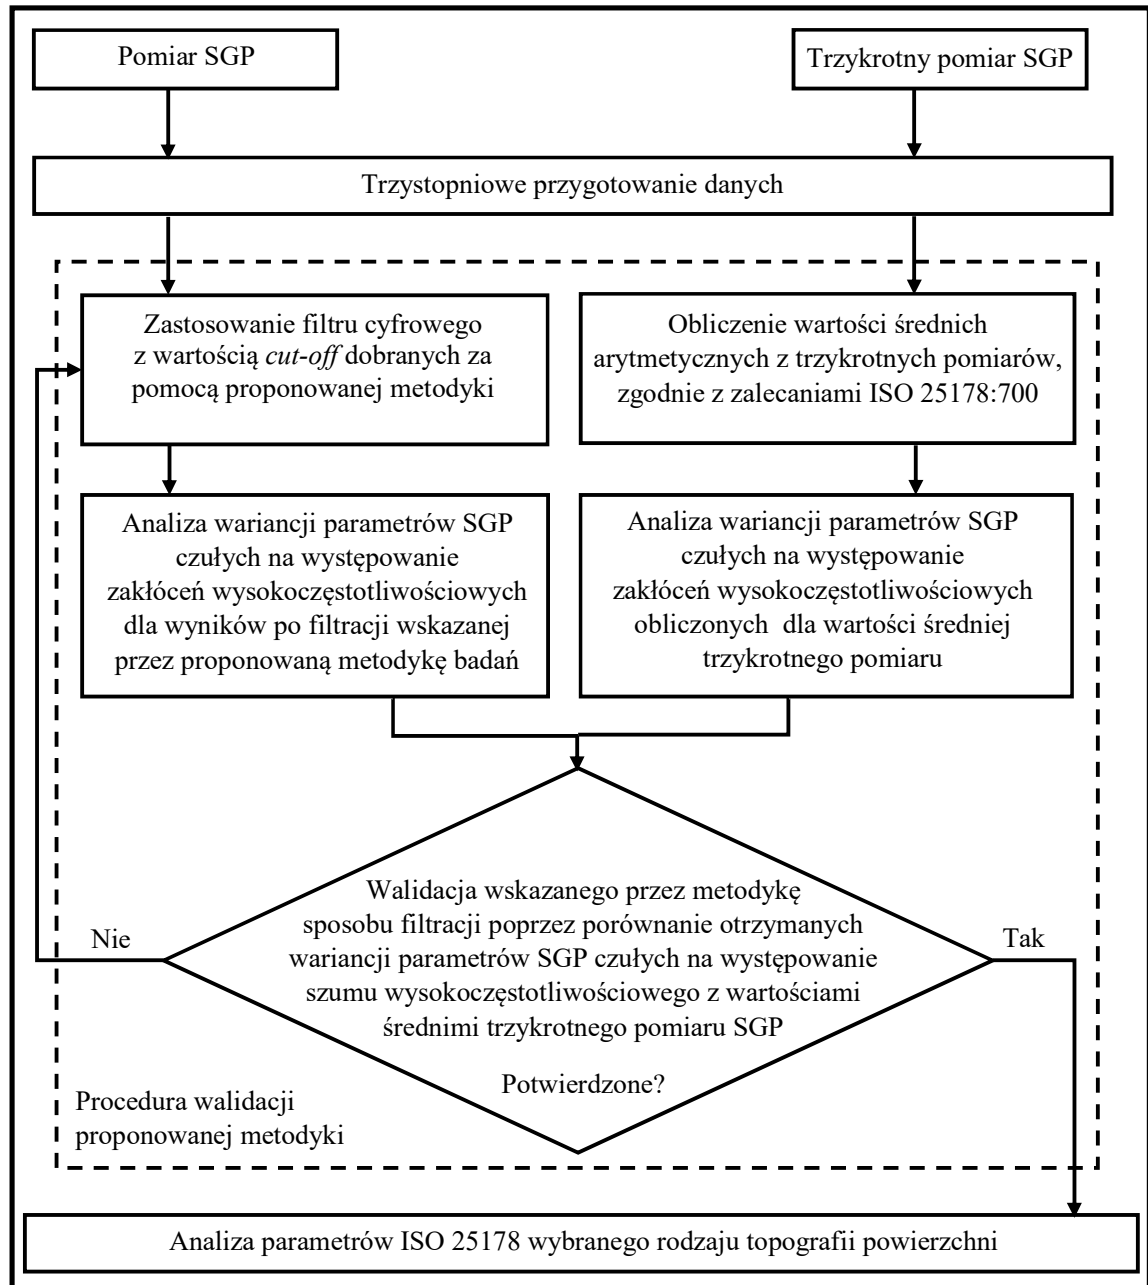 Pomiar SGP
Trzykrotny pomiar SGP
Trzystopniowe przygotowanie danych
Zastosowanie filtru cyfrowego
z wartością cut-off dobranych za
pomocą proponowanej metodyki
Obliczenie wartości średnich
arytmetycznych z trzykrotnych pomiarów,
zgodnie z zalecaniami ISO 25178:700
Analiza wariancji parametrów SGP
czułych na występowanie
zakłóceń wysokoczęstotliwościowych
dla wyników po filtracji wskazanej
przez proponowaną metodykę badań
Analiza wariancji parametrów SGP
czułych na występowanie
zakłóceń wysokoczęstotliwościowych
obliczonych dla wartości średniej
trzykrotnego pomiaru
Walidacja wskazanego przez metodykę
sposobu filtracji poprzez porównanie otrzymanych
wariancji parametrów SGP czułych na występowanie
szumu wysokoczęstotliwościowego z wartościami
średnimi trzykrotnego pomiaru SGP
Potwierdzone?
Nie
Tak
Procedura walidacji
proponowanej metodyki
Analiza parametrów ISO 25178 wybranego rodzaju topografii powierzchni